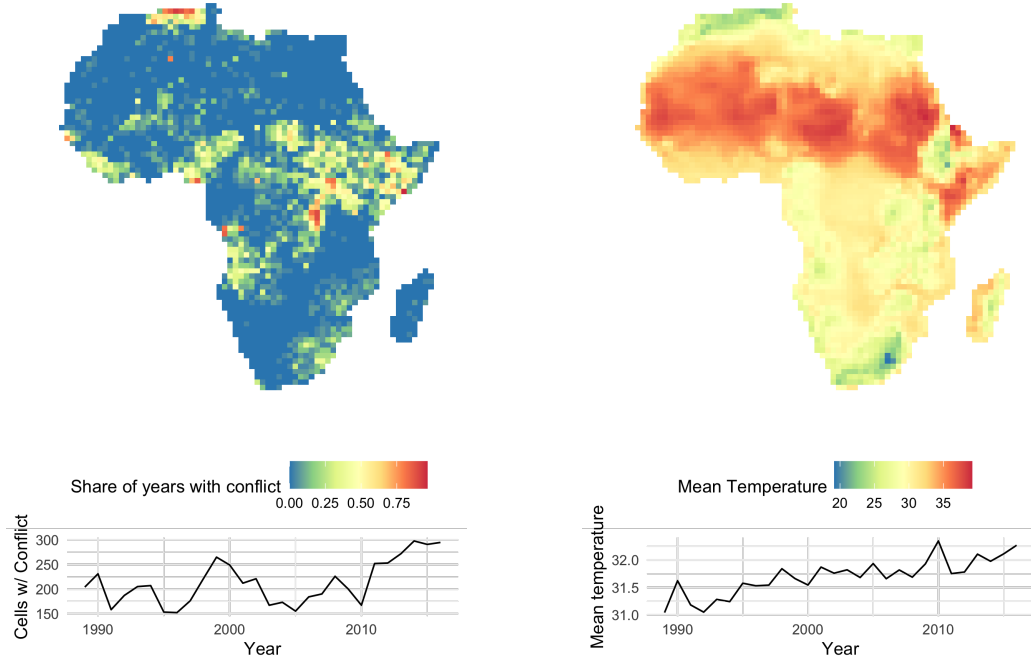 Share of years with conflict
0.00 0.25 0.50 0.75
Mean Temperature
20 25 30 35
Cells w/ Conflict
300
250
200
150
1990 2000 2010
Year
Mean temperature
32.0
31.5
31.0
1990 2000 2010
Year